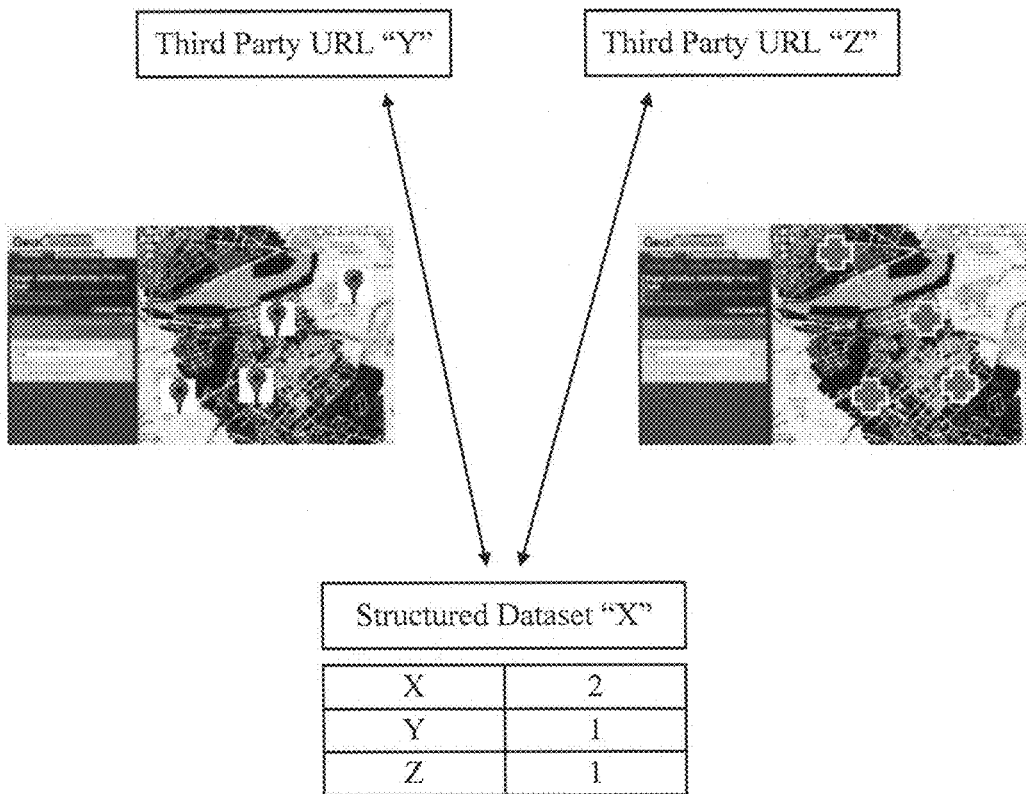 Third Party URL “Y”
Third Party URL “Z”
Structured Dataset “X”
X 2
Y 1
Z 1